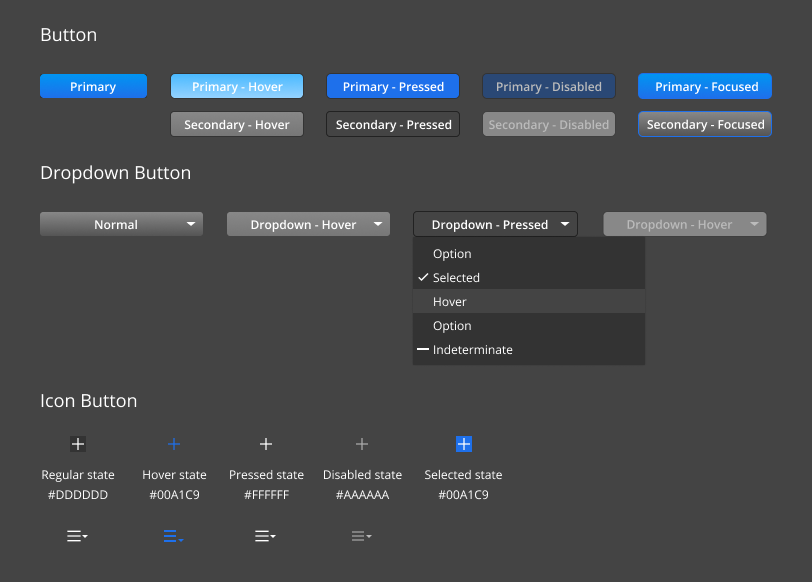 Button
Primary
Primary - Hover
Primary - Pressed
Primary - Disabled
Primary - Focused
Secondary - Hover
Secondary - Pressed
Secondary - Disabled
Secondary - Focused
Dropdown Button
Normal
Dropdown - Hover
Dropdown - Pressed
Dropdown - Hover
Option
Selected
Hover
Option
Indeterminate
Icon Button
Regular state
Hover state
Pressed state
Disabled state
Selected state
#DDDDDD
#00A1C9
#FFFFFF
#AAAAAA
#00A1C9